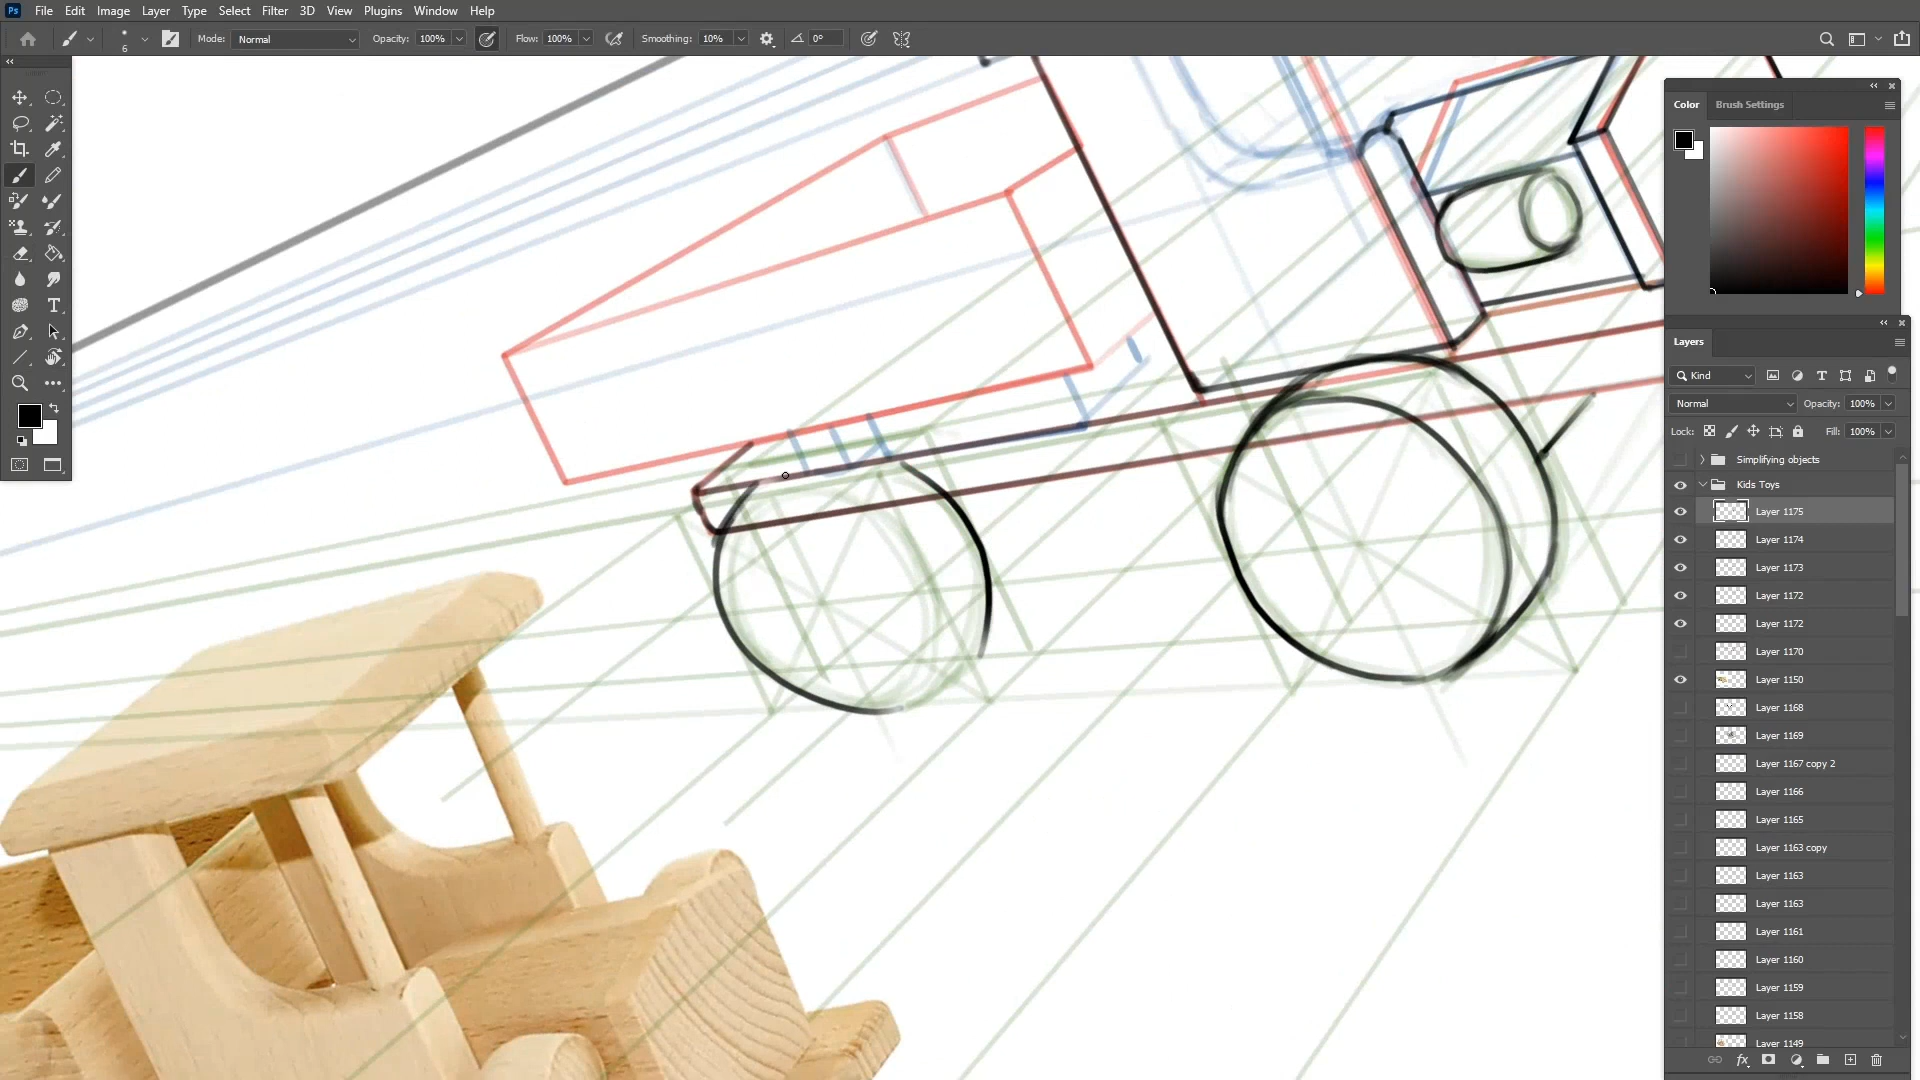 Ps File Edit Image Layer Type Select Filter 3D View Plugins Window Help
6 Mode: Normal Opacity: 100% Flow: 100% Smoothing: 10% 0°
Color Brush Settings
Layers
Kind
Normal Opacity: 100%
Lock: Fill: 100%
Simplifying objects
Kids Toys
Layer 1175
Layer 1174
Layer 1173
Layer 1172
Layer 1172
Layer 1170
Layer 1150
Layer 1168
Layer 1169
Layer 1167 copy 2
Layer 1166
Layer 1165
Layer 1163 copy
Layer 1163
Layer 1163
Layer 1161
Layer 1160
Layer 1159
Layer 1158
Layer 1149